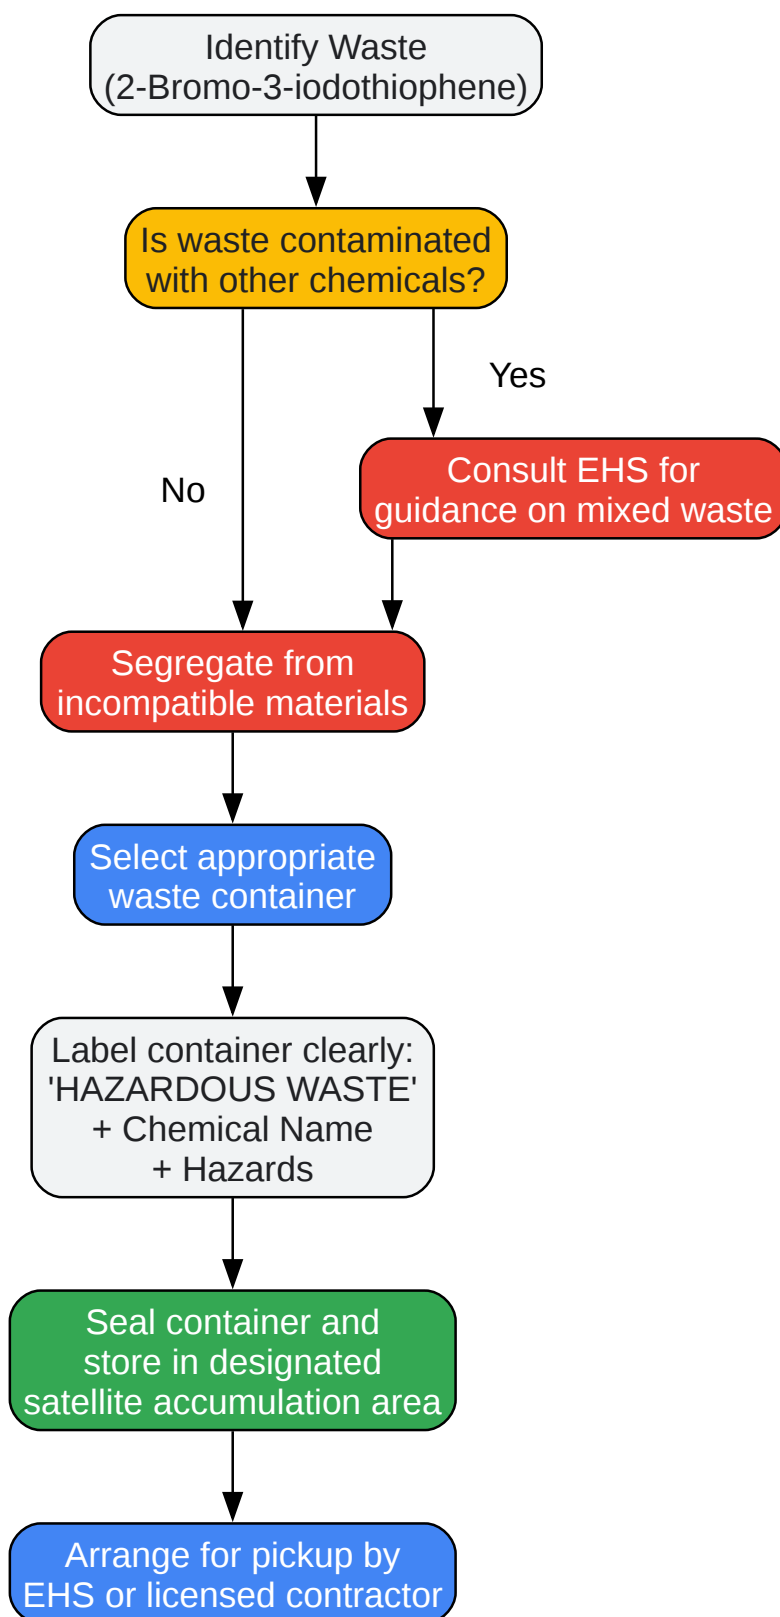 Identify Waste
(2-Bromo-3-iodothiophene)
Is waste contaminated
with other chemicals?
Yes
Consult EHS for
guidance on mixed waste
No
Segregate from
incompatible materials
Select appropriate
waste container
Label container clearly:
'HAZARDOUS WASTE'
+ Chemical Name
+ Hazards
Seal container and
store in designated
satellite accumulation area
Arrange for pickup by
EHS or licensed contractor